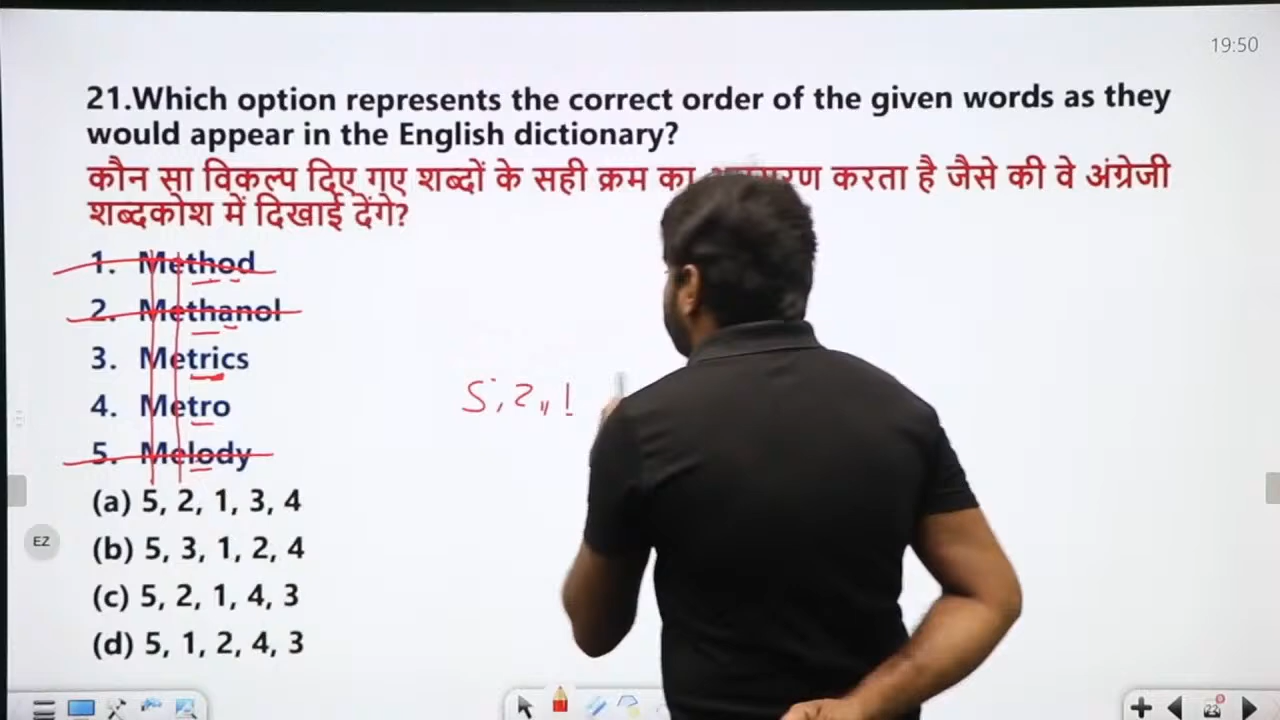 19:50
21.Which option represents the correct order of the given words as they
would appear in the English dictionary?
कौन सा विकल्प दिए गए शब्दों के सही क्रम का करता है जैसे की वे अंग्रेजी
शब्दकोश में दिखाई देंगे?
1. Method
2. Methanol
3. Metrics
4. Metro
5. Melody
5, 2, 1
(a) 5, 2, 1, 3, 4
(b) 5, 3, 1, 2, 4
(c) 5, 2, 1, 4, 3
(d) 5, 1, 2, 4, 3
EZ
23